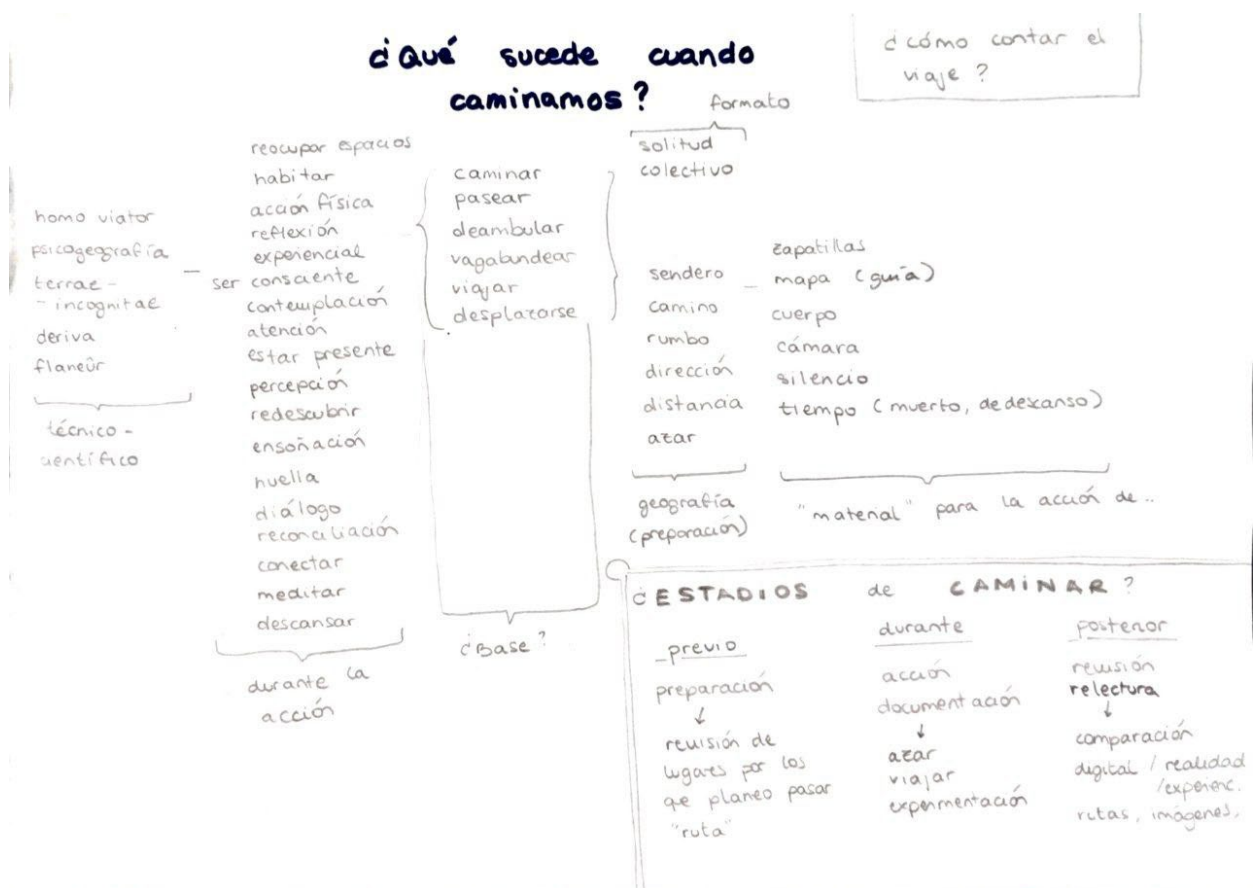 ¿Qué sucede cuando
caminamos?
¿cómo contar el
viaje?
homo viator
psicogeografía
terrae -
- incognitae
deriva
flaneûr
técnico -
científico
reocupar espacios
habitar
acción física
reflexión
experiencial
ser consciente
contemplación
atención
estar presente
percepción
redescubrir
ensoñación
huella
diálogo
reconciliación
conectar
meditar
descansar
durante la
acción
caminar
pasear
deambular
vagabundear
viajar
desplazarse
¿Base?
formato
solitud
colectivo
sendero
camino
rumbo
dirección
distancia
azar
geografía
(preparación)
zapatillas
mapa (guía)
cuerpo
cámara
silencio
tiempo (muerto, de descanso)
"material" para la acción de..
¿ESTADIOS de CAMINAR?
previo
preparación
↓
revisión de
lugares por los
que planeo pasar
"ruta"
durante
acción
documentación
↓
azar
viajar
experimentación
posterior
revisión
relectura
↓
comparación
digital / realidad
/experienc.
rutas, imágenes,